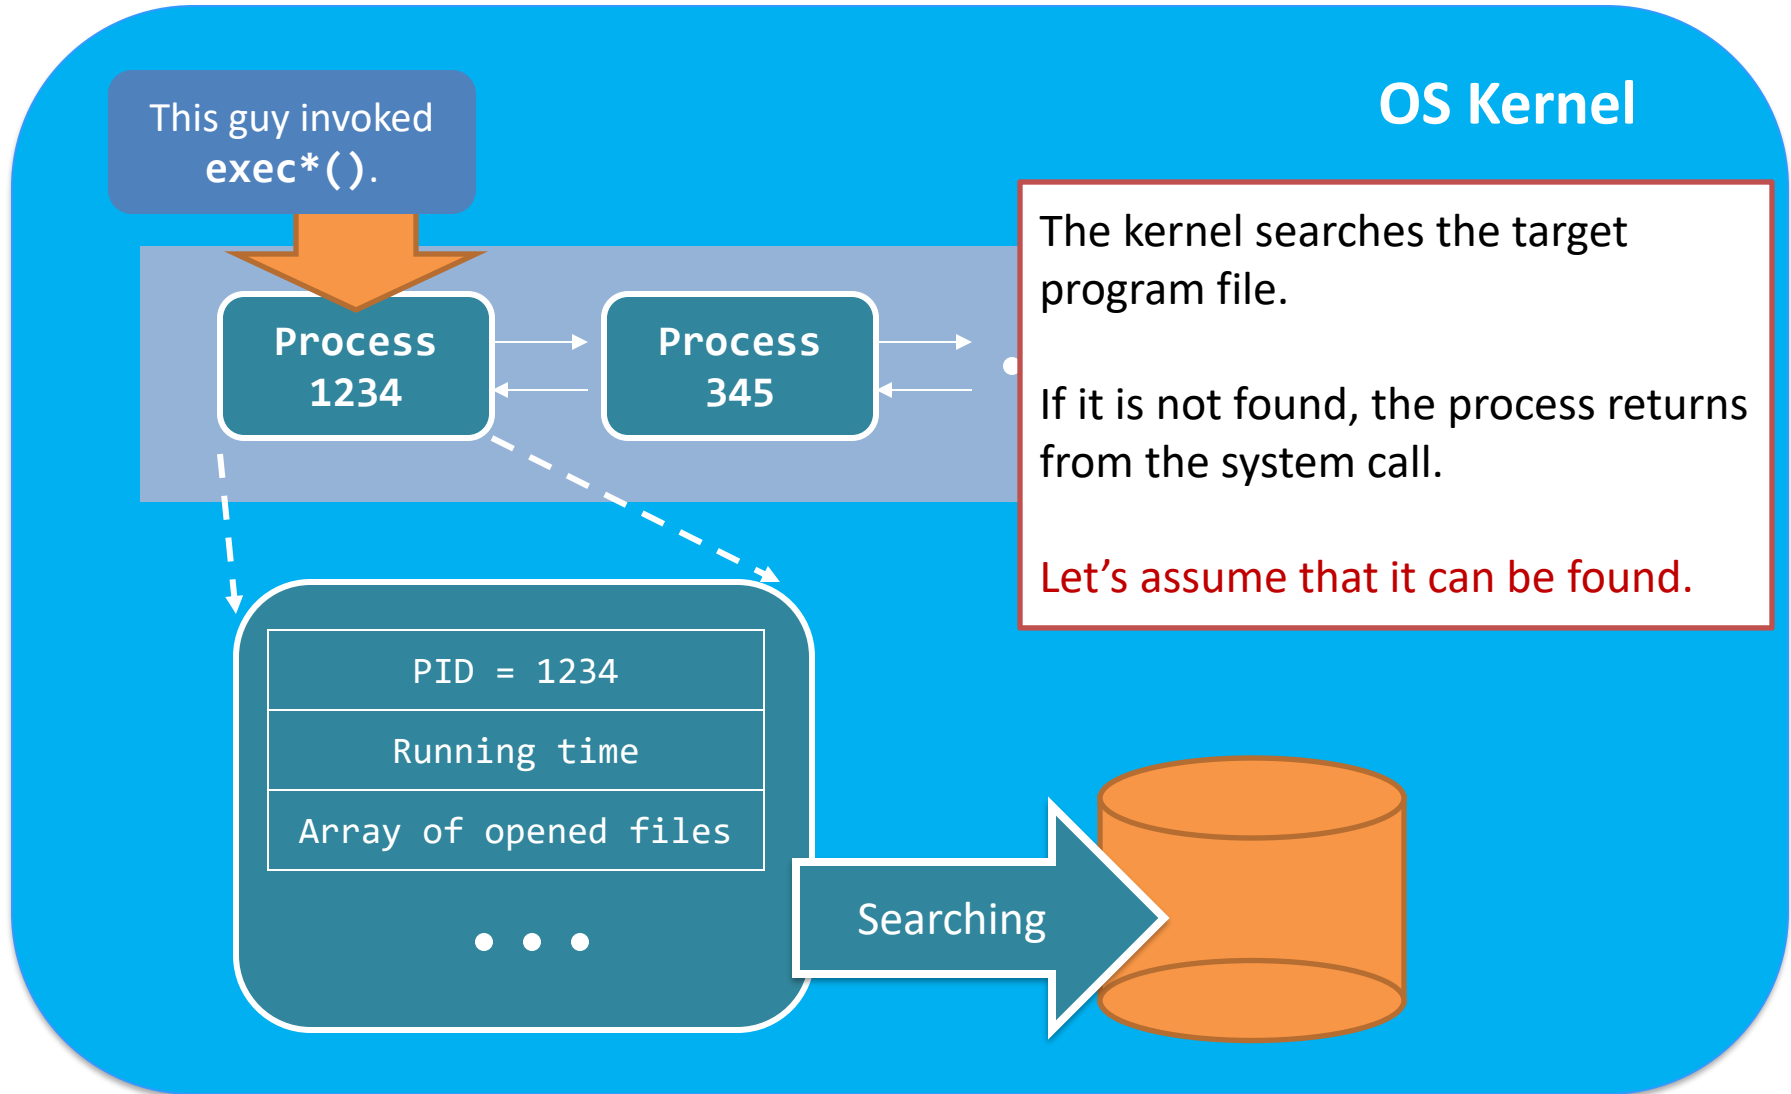 OS Kernel
This guy invoked
exec*().
Process
1234
Process
345
The kernel searches the target
program file.
If it is not found, the process returns
from the system call.
Let’s assume that it can be found.
PID = 1234
Running time
Array of opened files
Searching